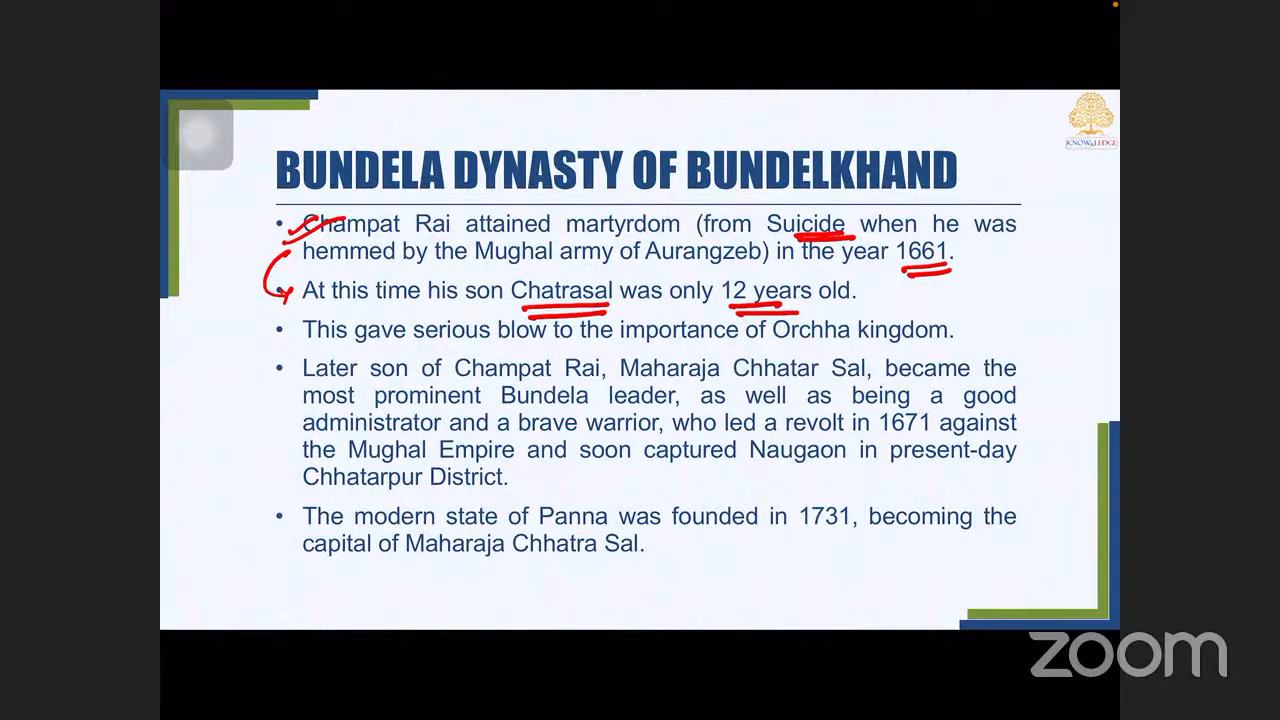 KNOWLEDGE
BUNDELA DYNASTY OF BUNDELKHAND
• Champat Rai attained martyrdom (from Suicide when he was
hemmed by the Mughal army of Aurangzeb) in the year 1661.
• At this time his son Chatrasal was only 12 years old.
• This gave serious blow to the importance of Orchha kingdom.
• Later son of Champat Rai, Maharaja Chhatar Sal, became the
most prominent Bundela leader, as well as being a good
administrator and a brave warrior, who led a revolt in 1671 against
the Mughal Empire and soon captured Naugaon in present-day
Chhatarpur District.
• The modern state of Panna was founded in 1731, becoming the
capital of Maharaja Chhatra Sal.
zoom